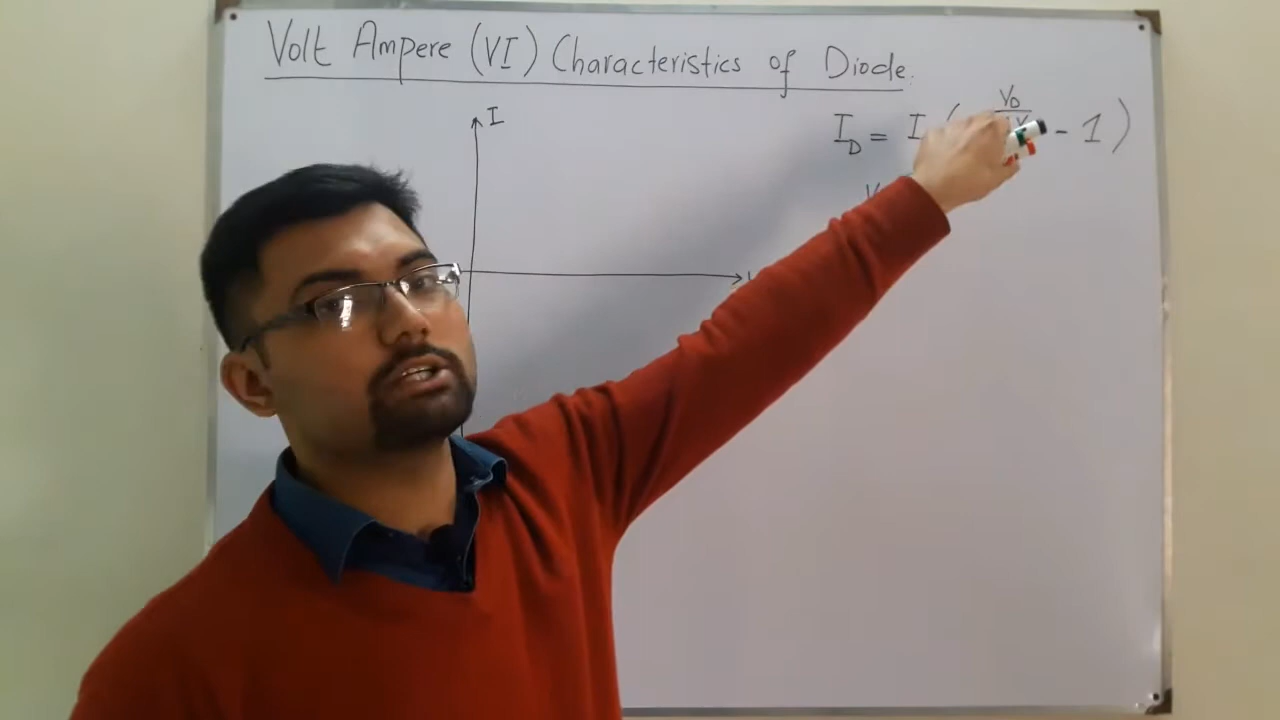 Volt Ampere (VI) Characteristics of Diode.
I
I_D = I ( V_D - 1 )
V